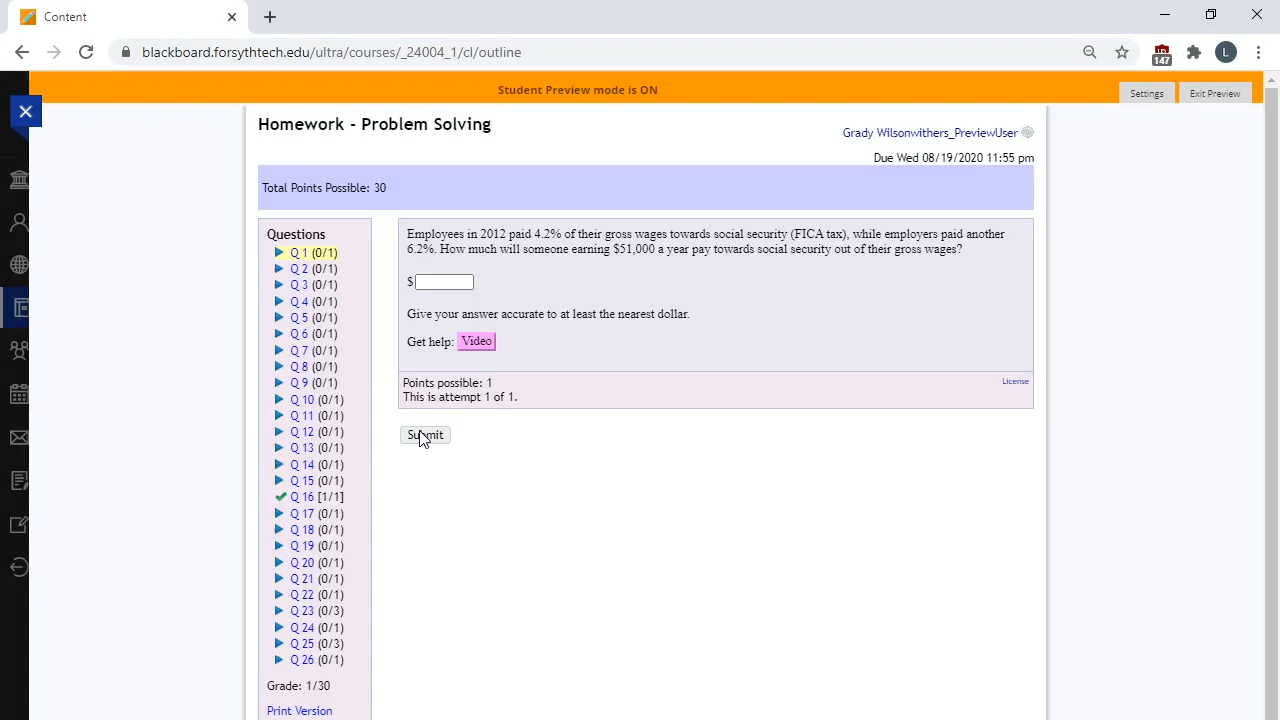 Content
blackboard.forsythtech.edu/ultra/courses/_24004_1/cl/outline
147
L
Student Preview mode is ON
Settings
Exit Preview
Homework - Problem Solving
Grady Wilsonwithers_PreviewUser
Due Wed 08/19/2020 11:55 pm
Total Points Possible: 30
Questions
Q 1 (0/1)
Q 2 (0/1)
Q 3 (0/1)
Q 4 (0/1)
Q 5 (0/1)
Q 6 (0/1)
Q 7 (0/1)
Q 8 (0/1)
Q 9 (0/1)
Q 10 (0/1)
Q 11 (0/1)
Q 12 (0/1)
Q 13 (0/1)
Q 14 (0/1)
Q 15 (0/1)
Q 16 [1/1]
Q 17 (0/1)
Q 18 (0/1)
Q 19 (0/1)
Q 20 (0/1)
Q 21 (0/1)
Q 22 (0/1)
Q 23 (0/3)
Q 24 (0/1)
Q 25 (0/3)
Q 26 (0/1)
Grade: 1/30
Print Version
Employees in 2012 paid 4.2% of their gross wages towards social security (FICA tax), while employers paid another
6.2%. How much will someone earning $51,000 a year pay towards social security out of their gross wages?
$
Give your answer accurate to at least the nearest dollar.
Get help: Video
Points possible: 1
License
This is attempt 1 of 1.
Submit